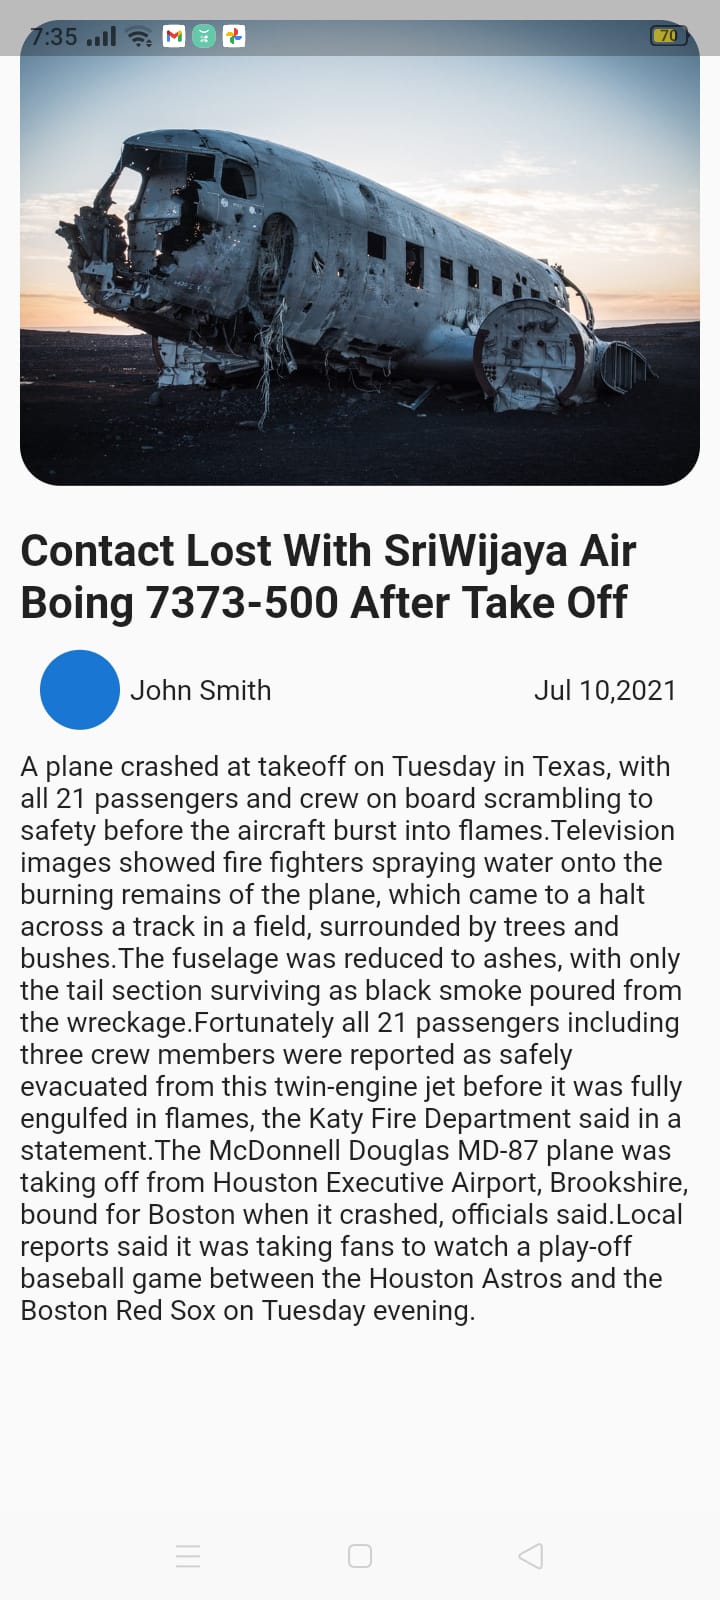 7:35
70
Contact Lost With SriWijaya Air
Boing 7373-500 After Take Off
John Smith
Jul 10,2021
A plane crashed at takeoff on Tuesday in Texas, with
all 21 passengers and crew on board scrambling to
safety before the aircraft burst into flames.Television
images showed fire fighters spraying water onto the
burning remains of the plane, which came to a halt
across a track in a field, surrounded by trees and
bushes.The fuselage was reduced to ashes, with only
the tail section surviving as black smoke poured from
the wreckage.Fortunately all 21 passengers including
three crew members were reported as safely
evacuated from this twin-engine jet before it was fully
engulfed in flames, the Katy Fire Department said in a
statement.The McDonnell Douglas MD-87 plane was
taking off from Houston Executive Airport, Brookshire,
bound for Boston when it crashed, officials said.Local
reports said it was taking fans to watch a play-off
baseball game between the Houston Astros and the
Boston Red Sox on Tuesday evening.